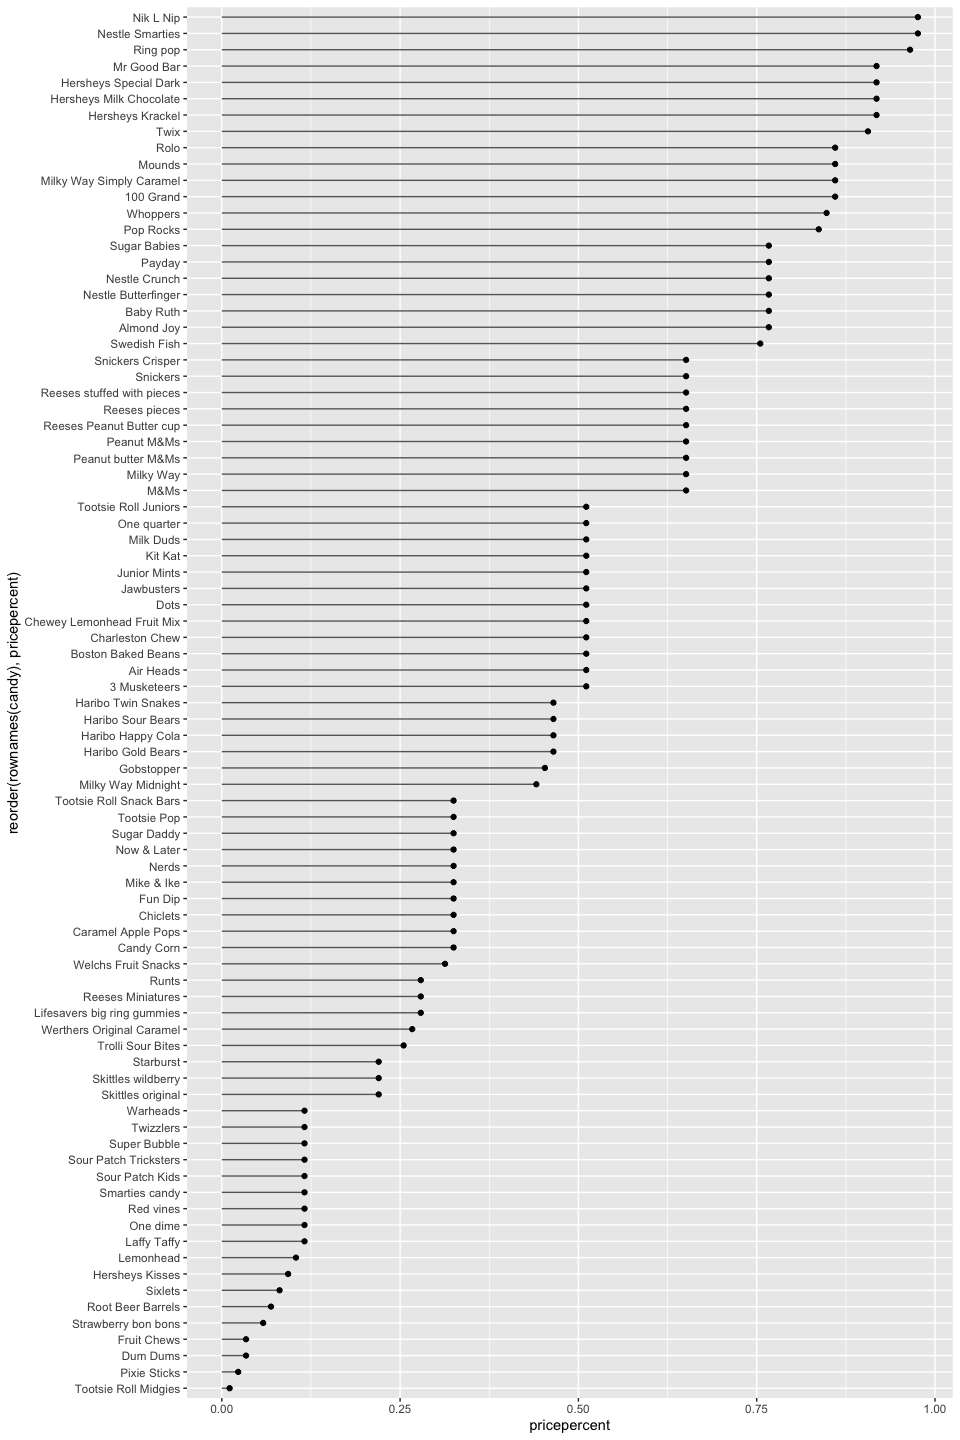 Nik L Nip
Nestle Smarties
Ring pop
Mr Good Bar
Hersheys Special Dark
Hersheys Milk Chocolate
Hersheys Krackel
Twix
Rolo
Mounds
Milky Way Simply Caramel
100 Grand
Whoppers
Pop Rocks
Sugar Babies
Payday
Nestle Crunch
Nestle Butterfinger
Baby Ruth
Almond Joy
Swedish Fish
Snickers Crisper
Snickers
Reeses stuffed with pieces
Reeses pieces
Reeses Peanut Butter cup
Peanut M&Ms
Peanut butter M&Ms
Milky Way
M&Ms
Tootsie Roll Juniors
One quarter
Milk Duds
Kit Kat
Junior Mints
Jawbusters
Dots
Chewey Lemonhead Fruit Mix
Charleston Chew
Boston Baked Beans
Air Heads
3 Musketeers
Haribo Twin Snakes
Haribo Sour Bears
Haribo Happy Cola
Haribo Gold Bears
Gobstopper
Milky Way Midnight
Tootsie Roll Snack Bars
Tootsie Pop
Sugar Daddy
Now & Later
Nerds
Mike & Ike
Fun Dip
Chiclets
Caramel Apple Pops
Candy Corn
Welchs Fruit Snacks
Runts
Reeses Miniatures
Lifesavers big ring gummies
Werthers Original Caramel
Trolli Sour Bites
Starburst
Skittles wildberry
Skittles original
Warheads
Twizzlers
Super Bubble
Sour Patch Tricksters
Sour Patch Kids
Smarties candy
Red vines
One dime
Laffy Taffy
Lemonhead
Hersheys Kisses
Sixlets
Root Beer Barrels
Strawberry bon bons
Fruit Chews
Dum Dums
Pixie Sticks
Tootsie Roll Midgies
reorder(rownames(candy), pricepercent)
0.00 0.25 0.50 0.75 1.00
pricepercent